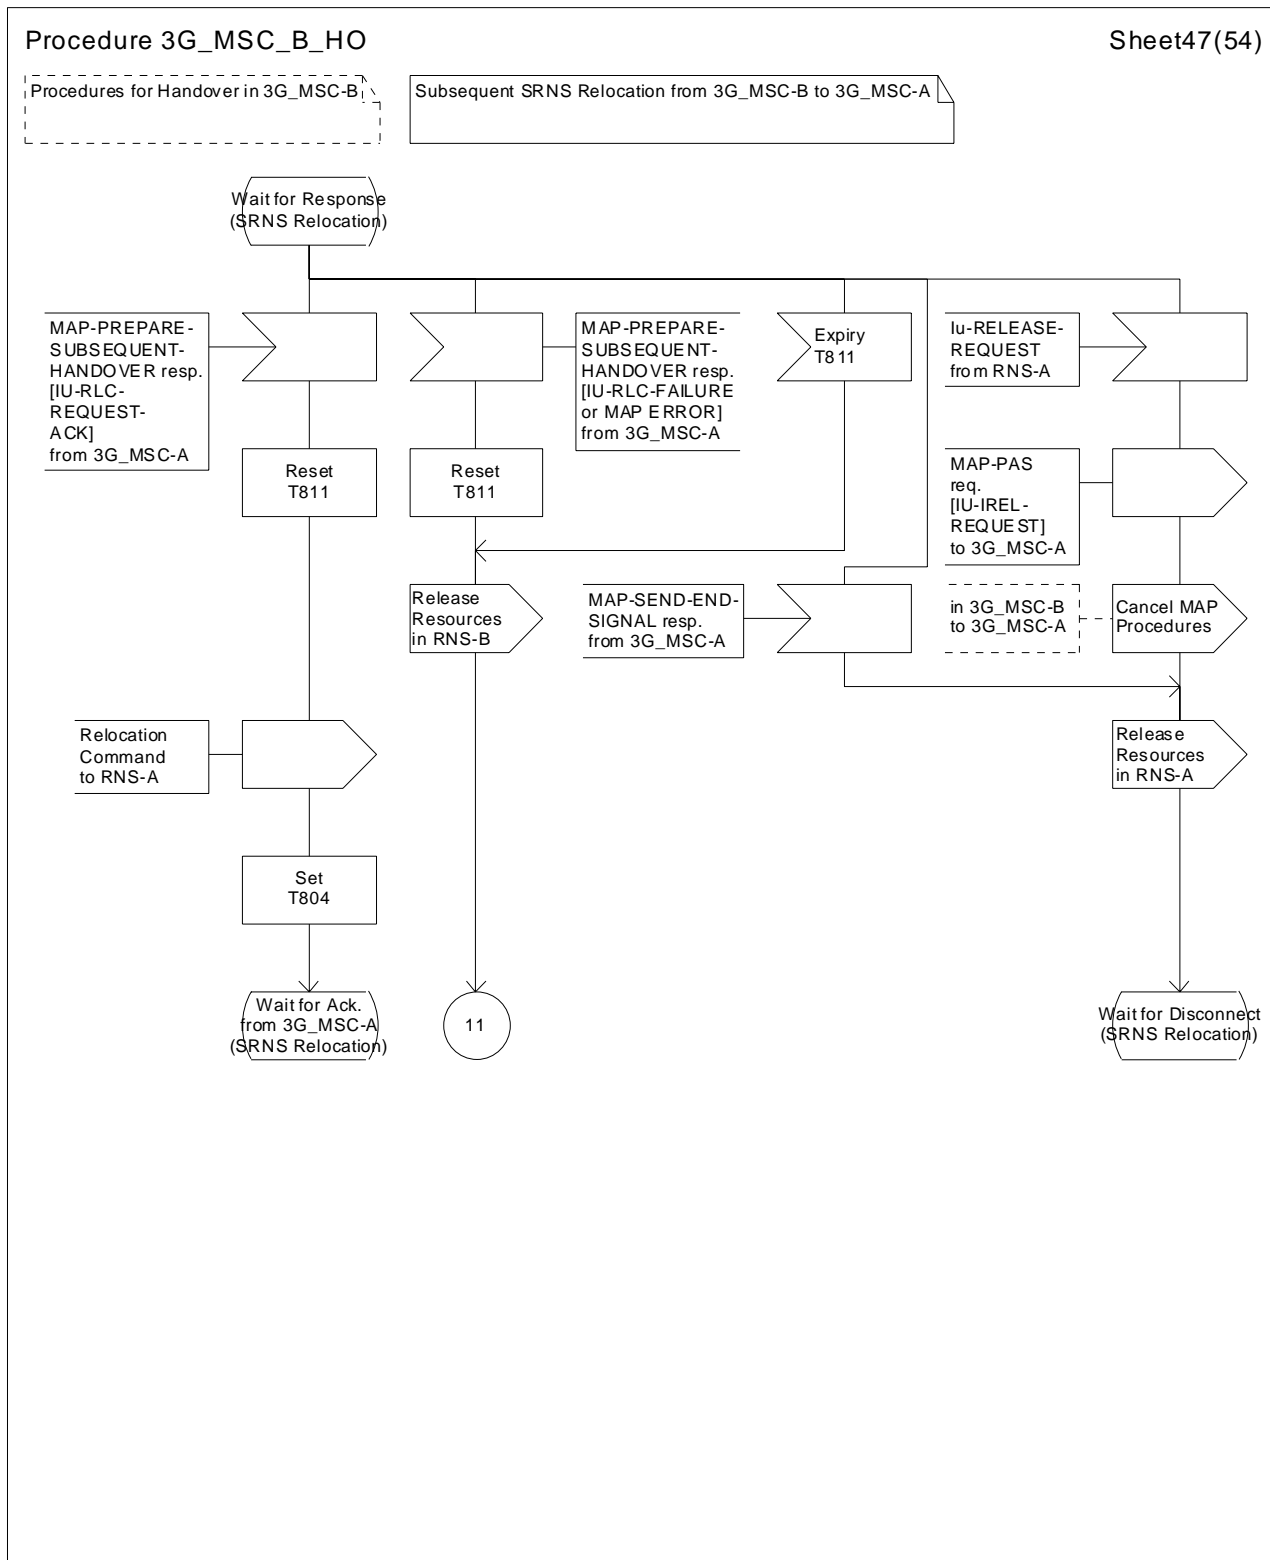 Procedure 3G_MSC_B_HO
Sheet47(54)
Procedures for Handover in 3G_MSC-B
Subsequent SRNS Relocation from 3G_MSC-B to 3G_MSC-A
Wait for Response
(SRNS Relocation)
MAP-PREPARE-
SUBSEQUENT-
HANDOVER resp.
[IU-RLC-
REQUEST-
ACK]
from 3G_MSC-A
MAP-PREPARE-
SUBSEQUENT-
HANDOVER resp.
[IU-RLC-FAILURE
or MAP ERROR]
from 3G_MSC-A
Expiry
T811
Iu-RELEASE-
REQUEST
from RNS-A
Reset
T811
Reset
T811
MAP-PAS
req.
[IU-IREL-
REQUEST]
to 3G_MSC-A
Release
Resources
in RNS-B
MAP-SEND-END-
SIGNAL resp.
from 3G_MSC-A
in 3G_MSC-B
to 3G_MSC-A
Cancel MAP
Procedures
Relocation
Command
to RNS-A
Release
Resources
in RNS-A
Set
T804
Wait for Ack.
from 3G_MSC-A
(SRNS Relocation)
11
Wait for Disconnect
(SRNS Relocation)